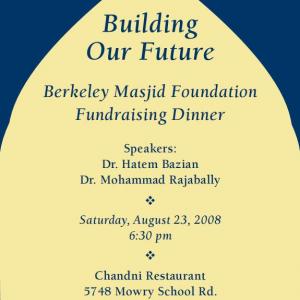 Building
Our Future
Berkeley Masjid Foundation
Fundraising Dinner
Speakers:
Dr. Hatem Bazian
Dr. Mohammad Rajabally
❖
Saturday, August 23, 2008
6:30 pm
❖
Chandni Restaurant
5748 Mowry School Rd.